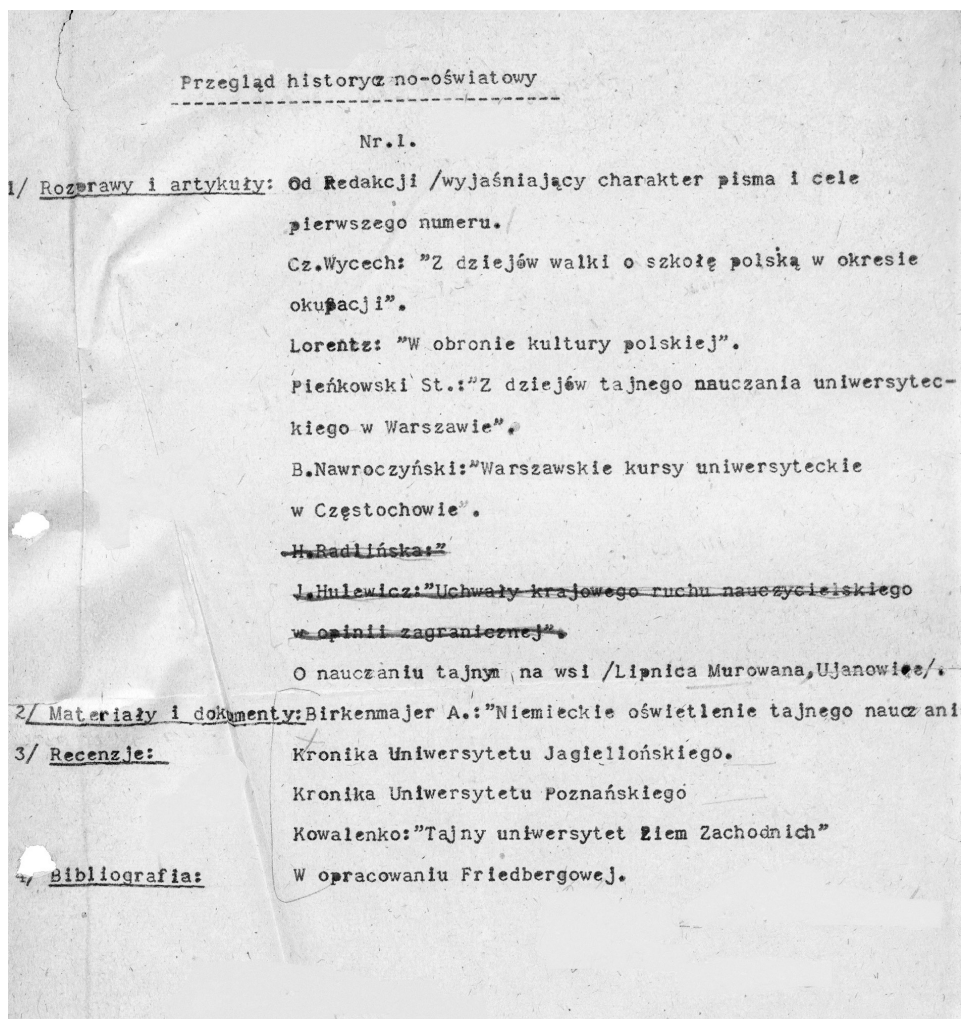 Przegląd historycz no-oświatowy
Nr.1.
1/ Rozprawy i artykuły: Od Redakcji /wyjaśniający charakter pisma i cele
pierwszego numeru.
Cz.Wycech: "Z dziejów walki o szkołę polską w okresie
okupacji".
Lorentz: "W obronie kultury polskiej".
Pieńkowski St.:"Z dziejów tajnego nauczania uniwersytec-
kiego w Warszawie".
B.Nawroczyński:"Warszawskie kursy uniwersyteckie
w Częstochowie".
H.Radlińska:"
J.Hulewicz:"Uchwały krajowego ruchu nauczycielskiego
w opinii zagranicznej".
O nauczaniu tajnym na wsi /Lipnica Murowana,Ujanowice/.
2/ Materiały i dokumenty:Birkenmajer A.:"Niemieckie oświetlenie tajnego nauczani
3/ Recenzje: Kronika Uniwersytetu Jagiellońskiego.
Kronika Uniwersytetu Poznańskiego
Kowalenko:"Tajny uniwersytet Ziem Zachodnich"
4/ Bibliografia: W opracowaniu Friedbergowej.